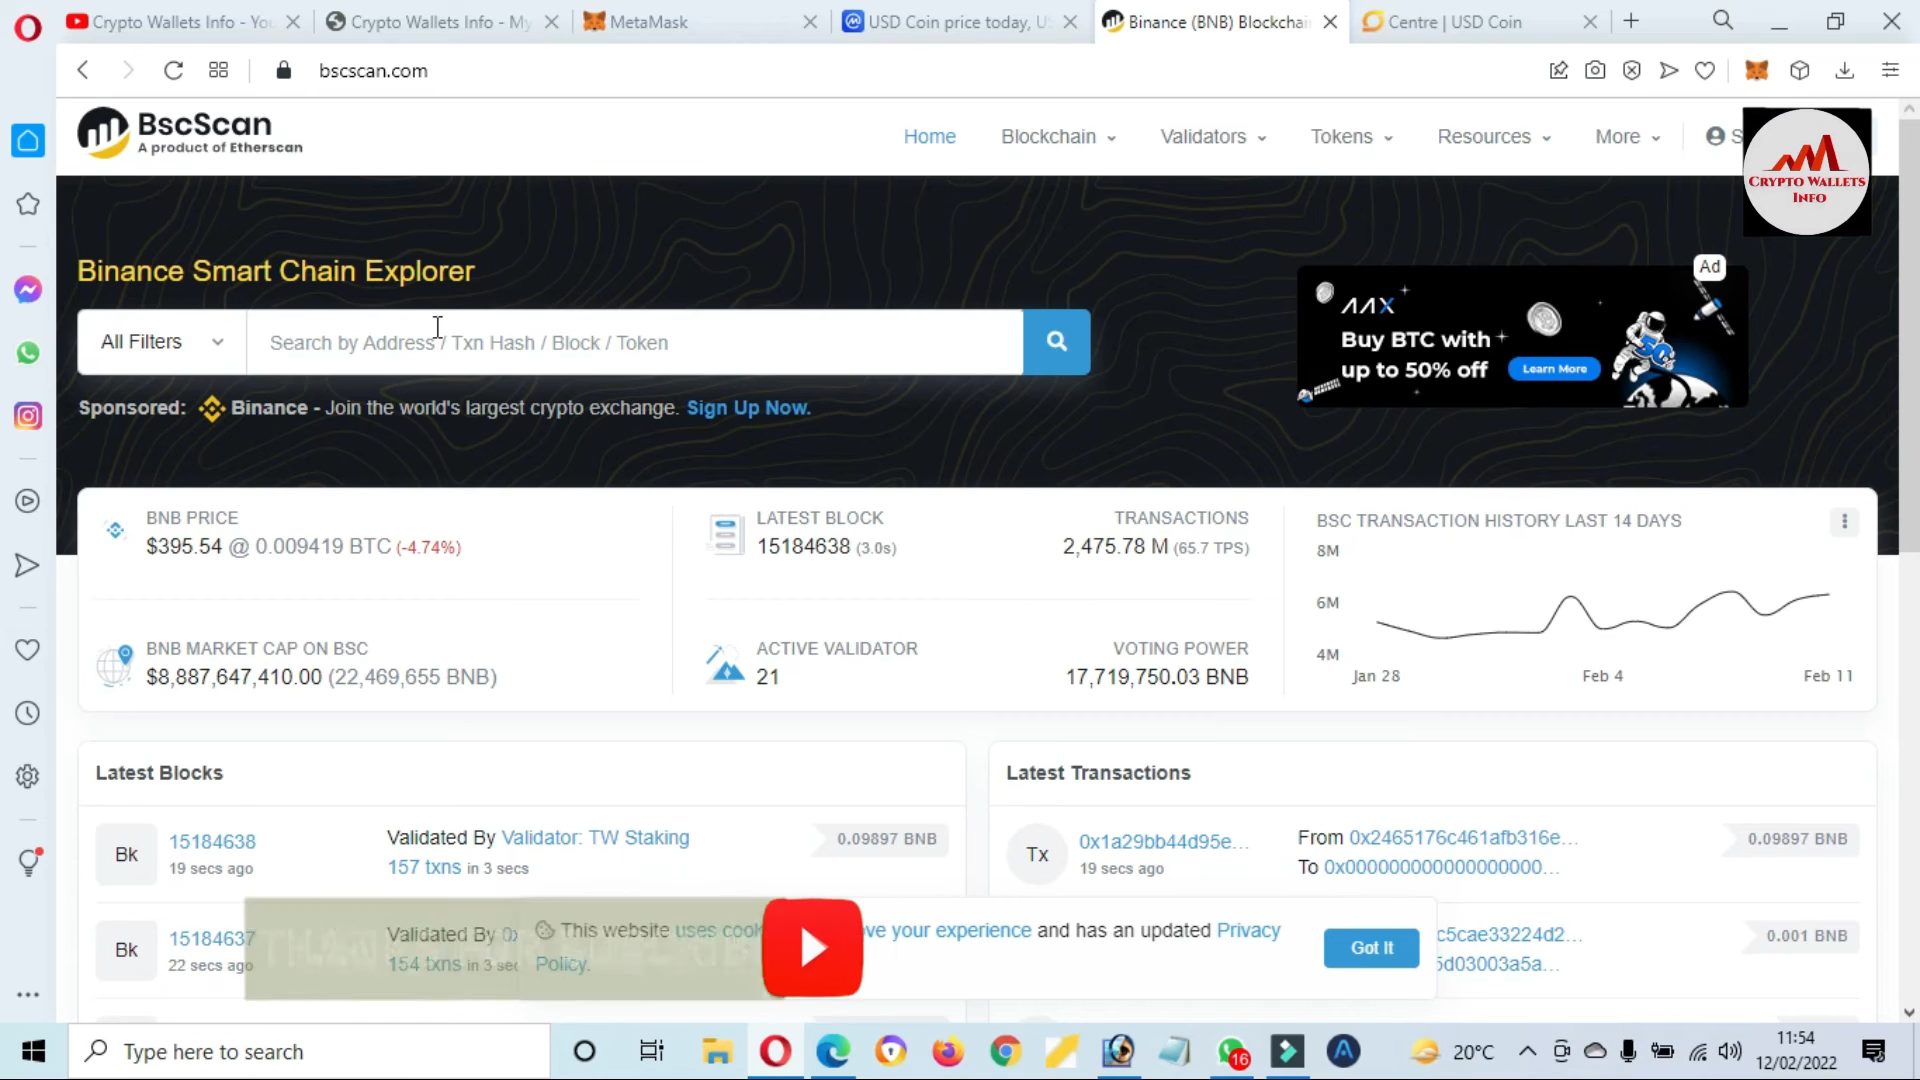 Crypto Wallets Info - You
Crypto Wallets Info - My
MetaMask
USD Coin price today, U
Binance (BNB) Blockchai
Centre | USD Coin
bscscan.com
BscScan
A product of Etherscan
Home
Blockchain
Validators
Tokens
Resources
More
S
CRYPTO WALLETS
INFO
Binance Smart Chain Explorer
All Filters
Search by Address / Txn Hash / Block / Token
Sponsored: Binance - Join the world's largest crypto exchange. Sign Up Now.
Ad
AAX
Buy BTC with
up to 50% off
Learn More
50%
BNB PRICE
$395.54 @ 0.009419 BTC (-4.74%)
BNB MARKET CAP ON BSC
$8,887,647,410.00 (22,469,655 BNB)
LATEST BLOCK
15184638 (3.0s)
TRANSACTIONS
2,475.78 M (65.7 TPS)
ACTIVE VALIDATOR
21
VOTING POWER
17,719,750.03 BNB
BSC TRANSACTION HISTORY LAST 14 DAYS
8M
6M
4M
Jan 28
Feb 4
Feb 11
Latest Blocks
Bk
15184638
19 secs ago
Validated By Validator: TW Staking
157 txns in 3 secs
0.09897 BNB
Bk
15184637
22 secs ago
Validated By 0x
154 txns in 3 sec
Latest Transactions
Tx
0x1a29bb44d95e...
19 secs ago
From 0x2465176c461afb316e...
To 0x000000000000000000...
0.09897 BNB
c5cae33224d2...
5d03003a5a...
0.001 BNB
This website uses cook
ve your experience and has an updated Privacy
Policy.
Got It
Type here to search
16
20°C
11:54
12/02/2022